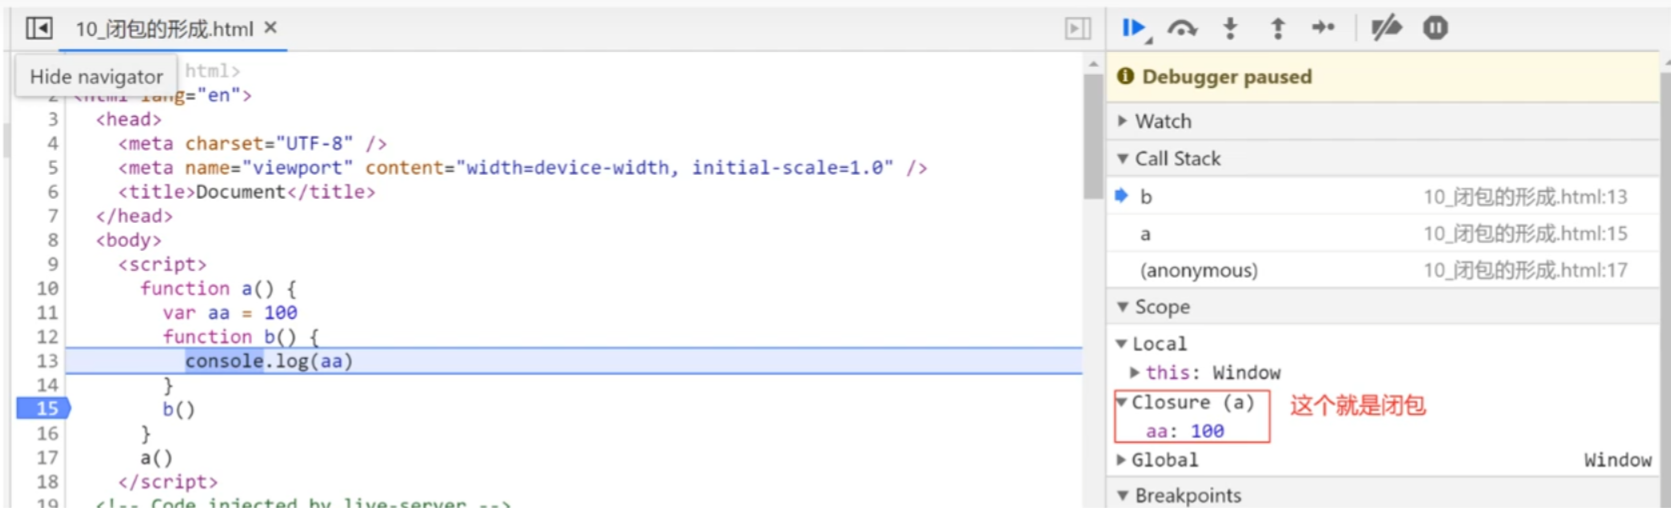 10_闭包的形成.html ×
Hide navigator
html>
2 <html lang="en">
3 <head>
4 <meta charset="UTF-8" />
5 <meta name="viewport" content="width=device-width, initial-scale=1.0" />
6 <title>Document</title>
7 </head>
8 <body>
9 <script>
10 function a() {
11 var aa = 100
12 function b() {
13 console.log(aa)
14 }
15 b()
16 }
17 a()
18 </script>
19 <!-- Code injected by live-server -->
Debugger paused
Watch
Call Stack
b 10_闭包的形成.html:13
a 10_闭包的形成.html:15
(anonymous) 10_闭包的形成.html:17
Scope
Local
this: Window
Closure (a) 这个就是闭包
aa: 100
Global Window
Breakpoints